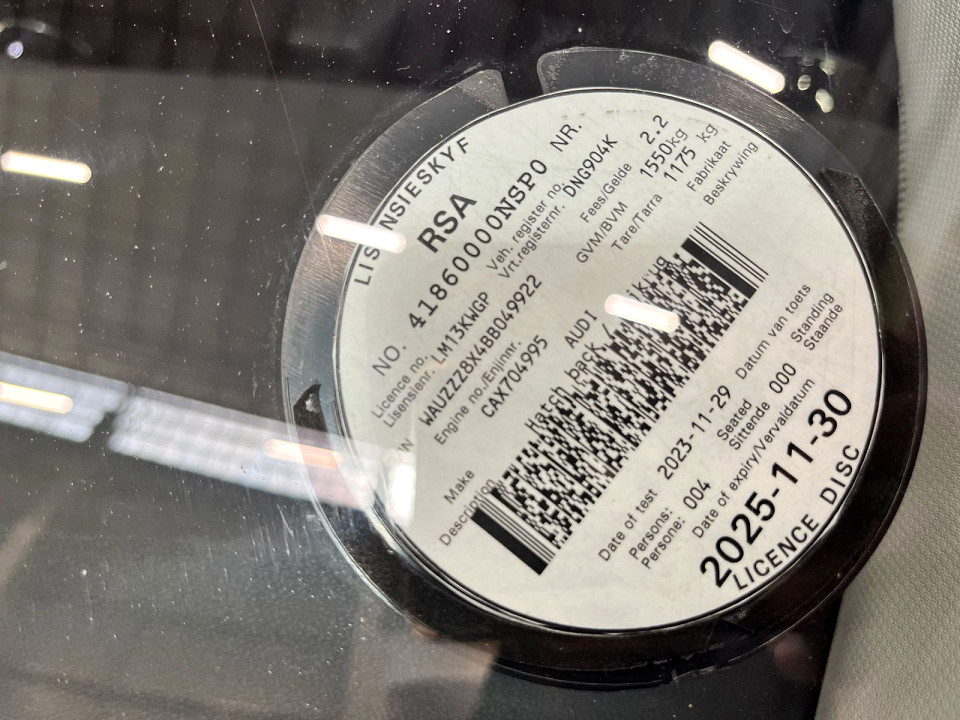 LISENSIESKYF
RSA
NO. 41860000NSP0 NR.
Licence no.
Lisensienr. LM13KWGP
Veh. register no.
Vrt.registernr. DNG904K
WAUZZZ8X4BB049922
Fees/Gelde 2.2
Engine no./Enjinnr.
CAX704995
GVM/BVM 1550kg
Tare/Tarra 1175 kg
Make AUDI Fabrikaat
Description Hatch back / Beskrywing
Date of test 2023-11-29 Datum van toets
Persons: 004 Seated 000 Standing
Persone: Sittende Staande
Date of expiry/Vervaldatum
2025-11-30
LICENCE DISC